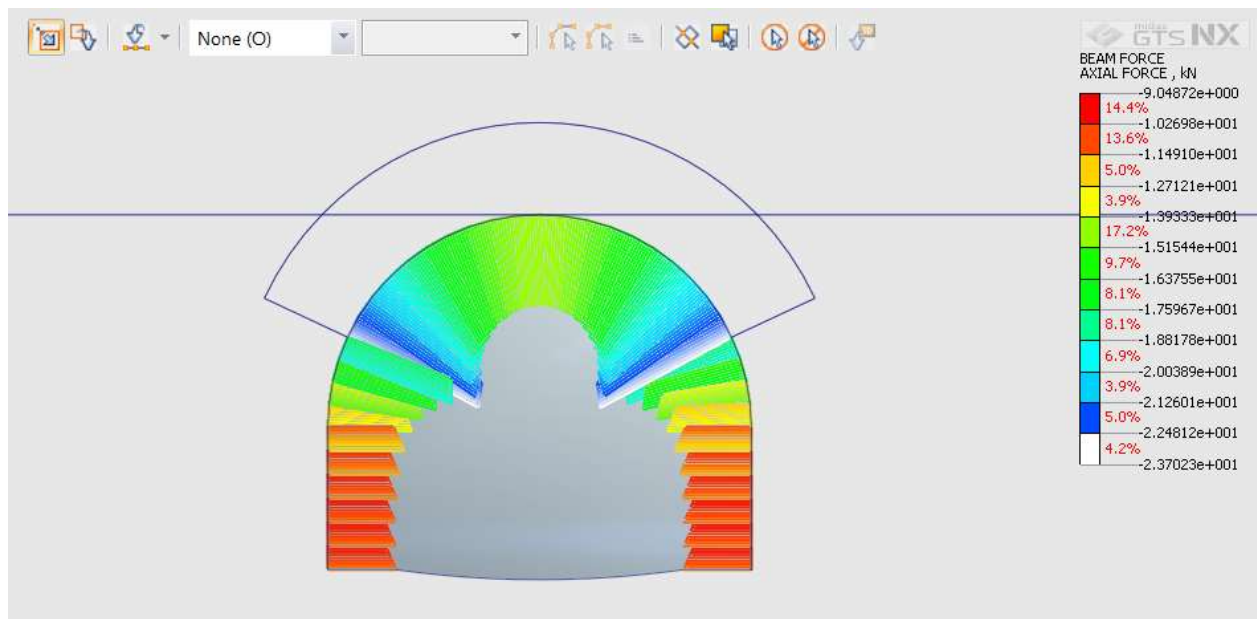 None (O)
midas
GTS NX
BEAM FORCE
AXIAL FORCE , kN
-9.04872e+000
14.4%
-1.02698e+001
13.6%
-1.14910e+001
5.0%
-1.27121e+001
3.9%
-1.39333e+001
17.2%
-1.51544e+001
9.7%
-1.63755e+001
8.1%
-1.75967e+001
8.1%
-1.88178e+001
6.9%
-2.00389e+001
3.9%
-2.12601e+001
5.0%
-2.24812e+001
4.2%
-2.37023e+001